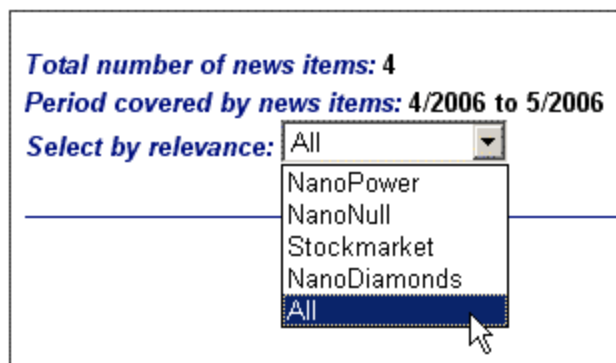 Total number of news items: 4
Period covered by news items: 4/2006 to 5/2006
Select by relevance: All
NanoPower
NanoNull
Stockmarket
NanoDiamonds
All